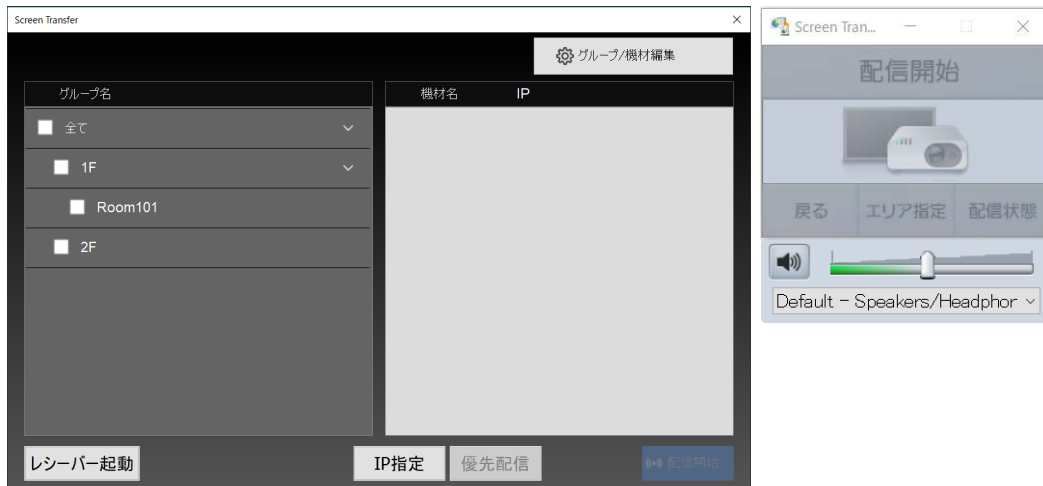 Screen Transfer
グループ/機材編集
グループ名
機材名 IP
全て
1F
Room101
2F
レシーバー起動
IP指定
優先配信
配信開始
Screen Tran...
配信開始
戻る
エリア指定
配信状態
Default - Speakers/Headphor